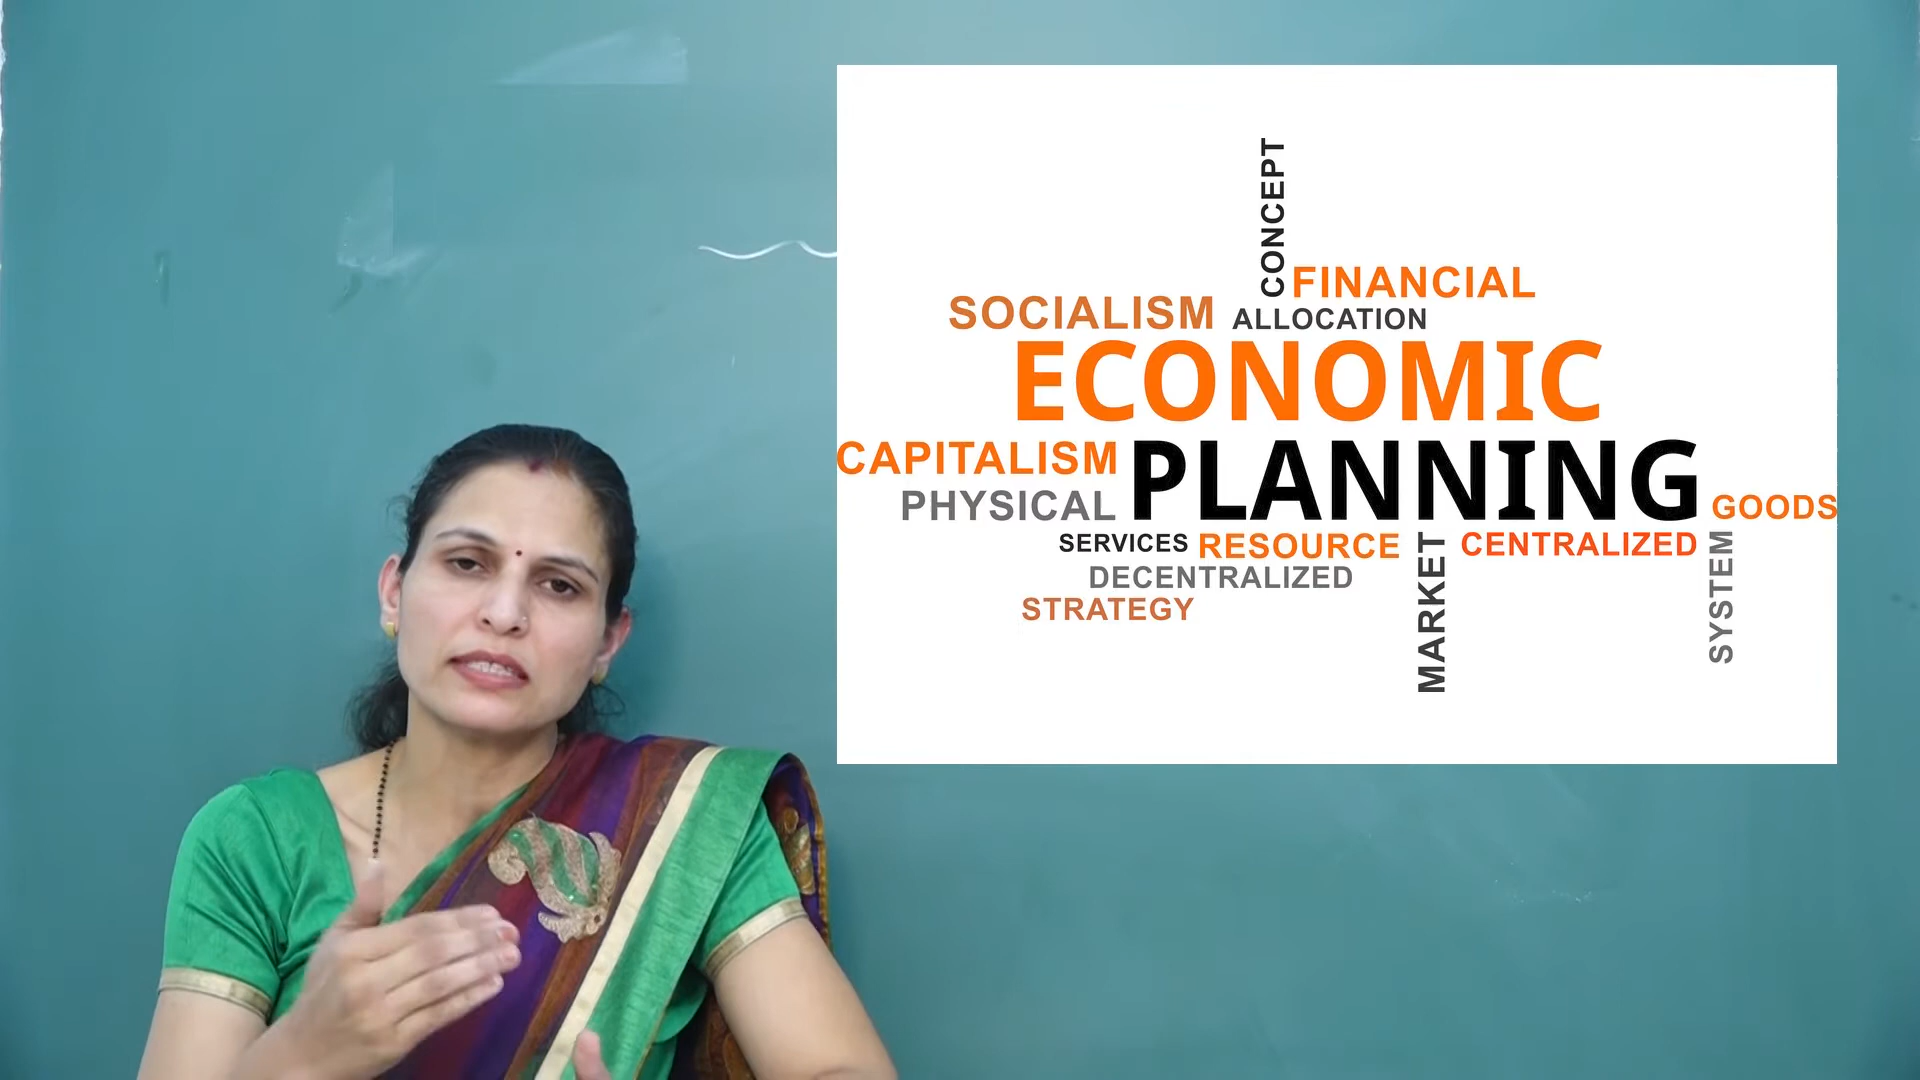 CONCEPT
FINANCIAL
SOCIALISM ALLOCATION
ECONOMIC
CAPITALISM PLANNING
PHYSICAL GOODS
SERVICES RESOURCE MARKET CENTRALIZED SYSTEM
DECENTRALIZED
STRATEGY